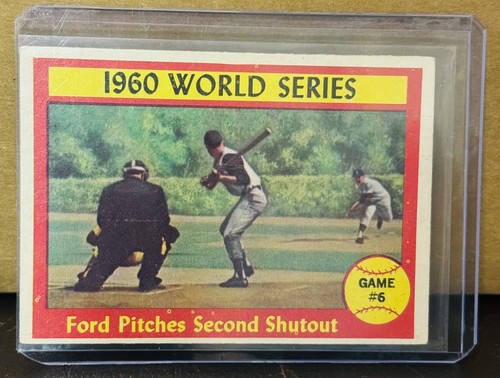 1960 WORLD SERIES
GAME
#6
Ford Pitches Second Shutout